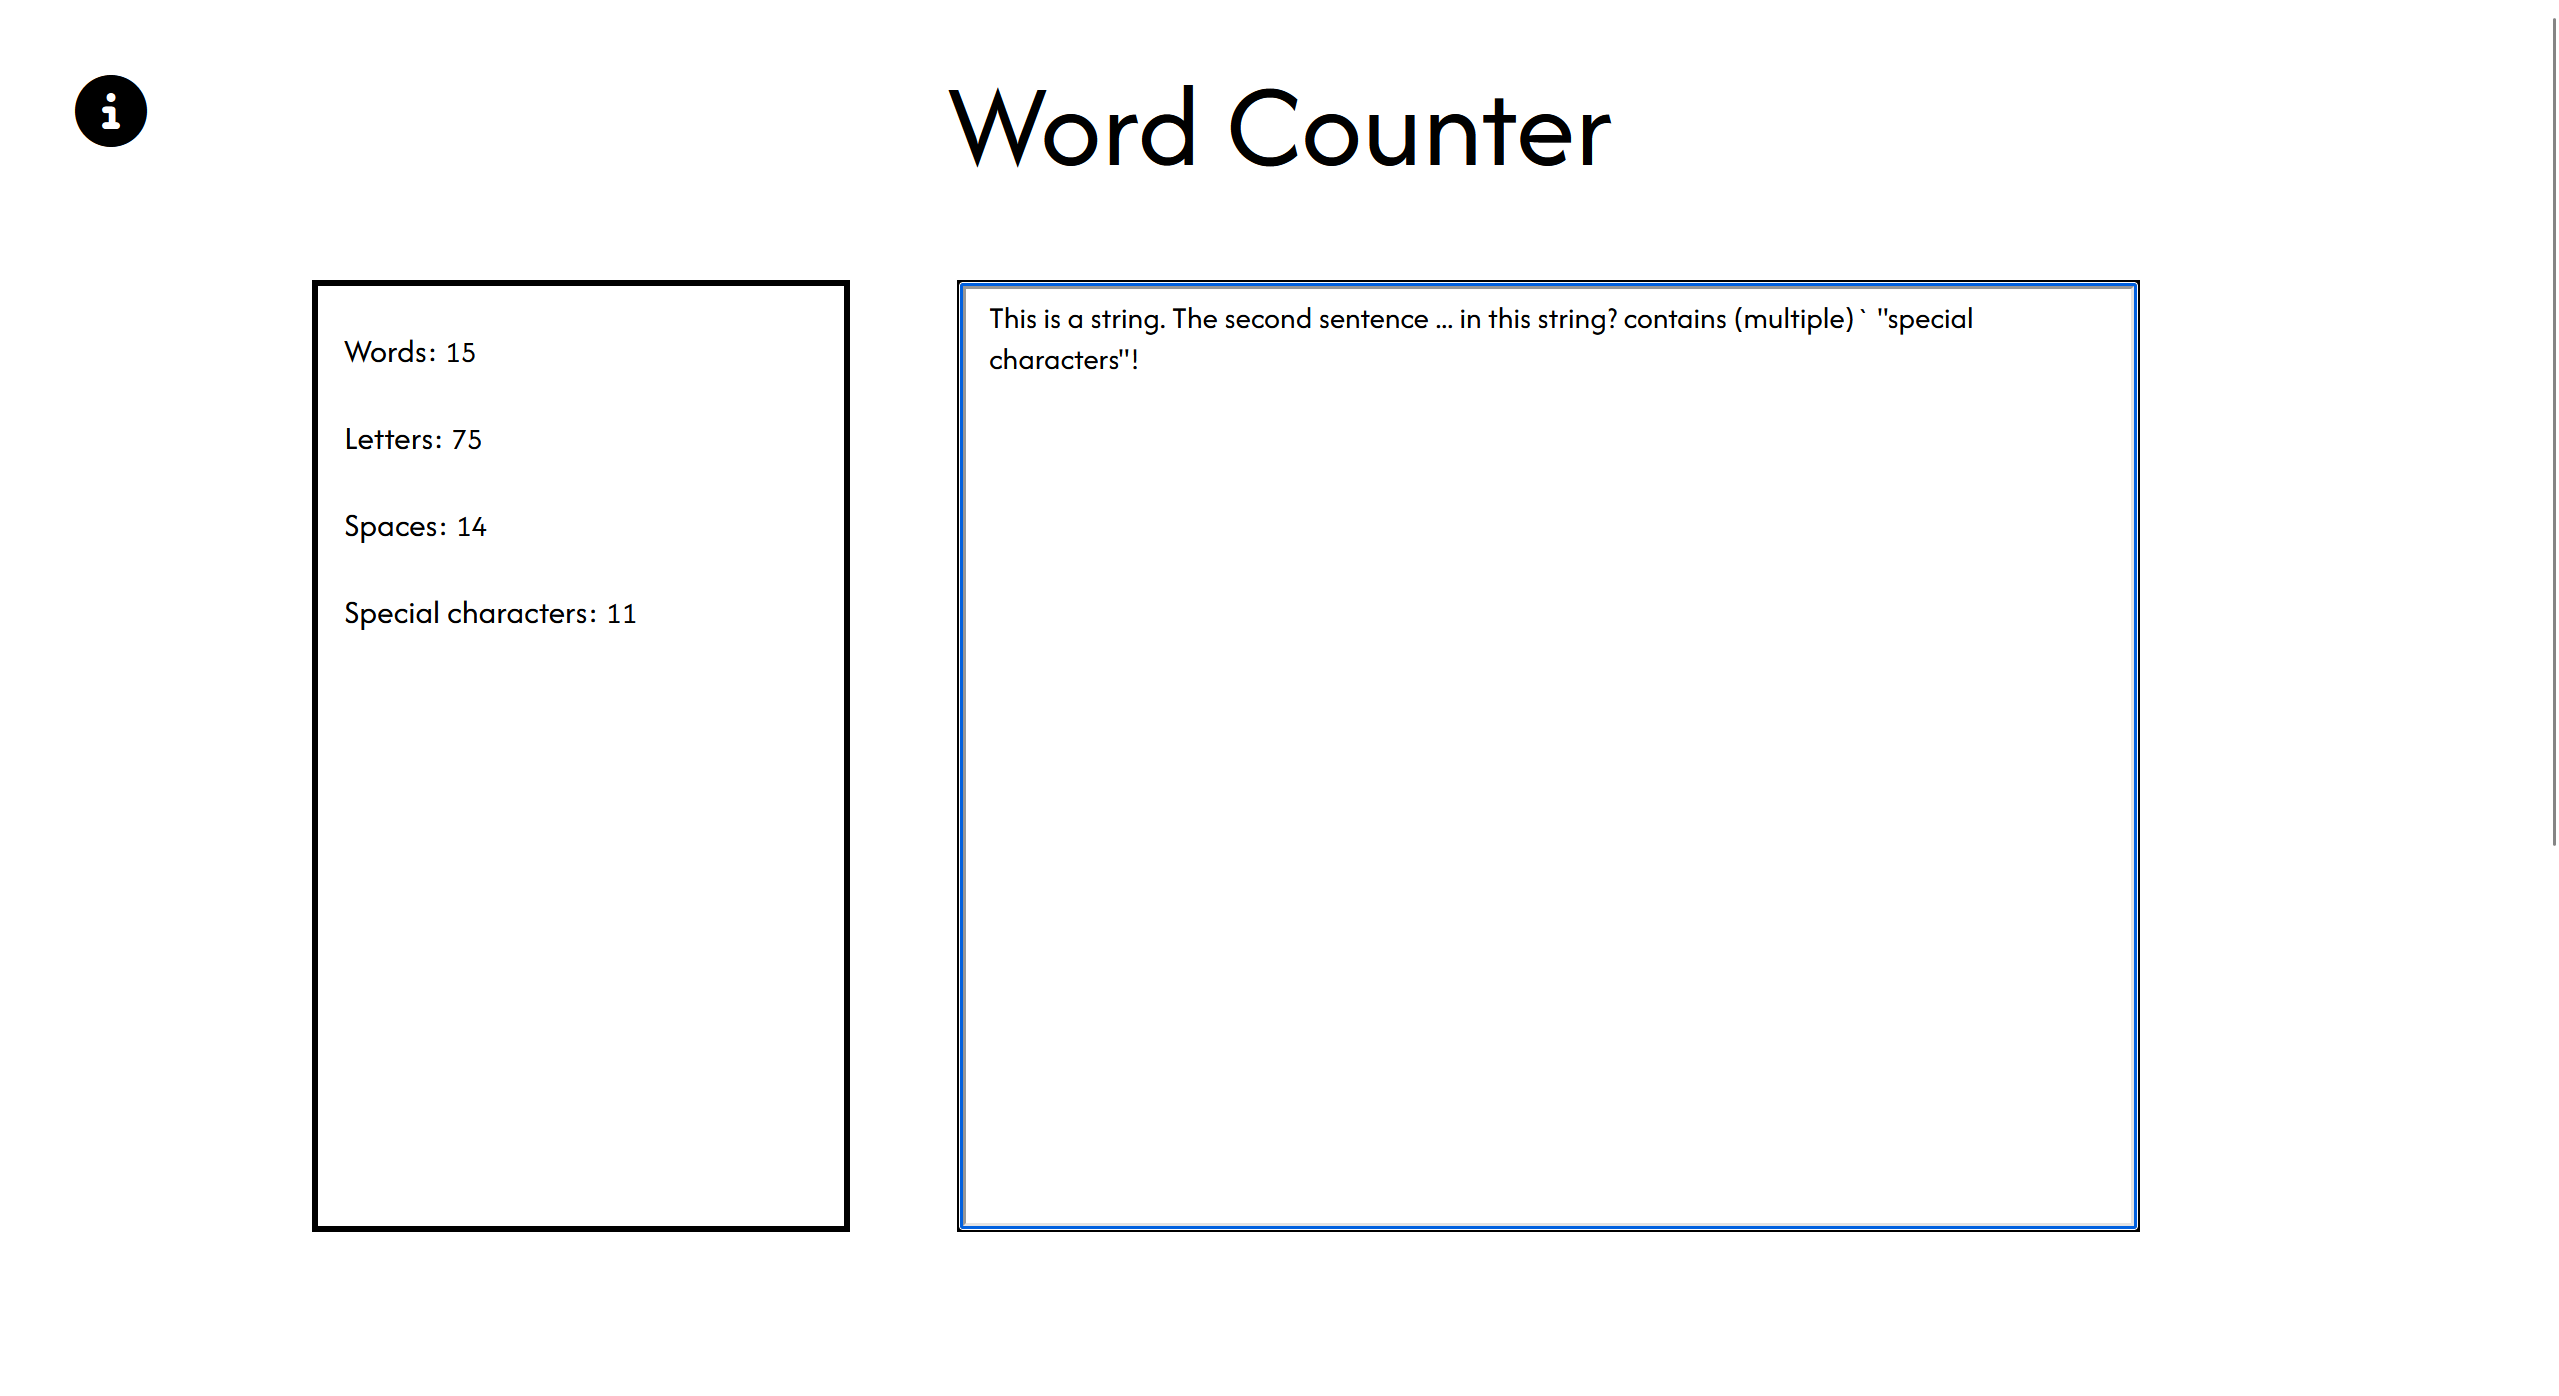 Word Counter
Words: 15
Letters: 75
Spaces: 14
Special characters: 11
This is a string. The second sentence ... in this string? contains (multiple)` "special
characters"!